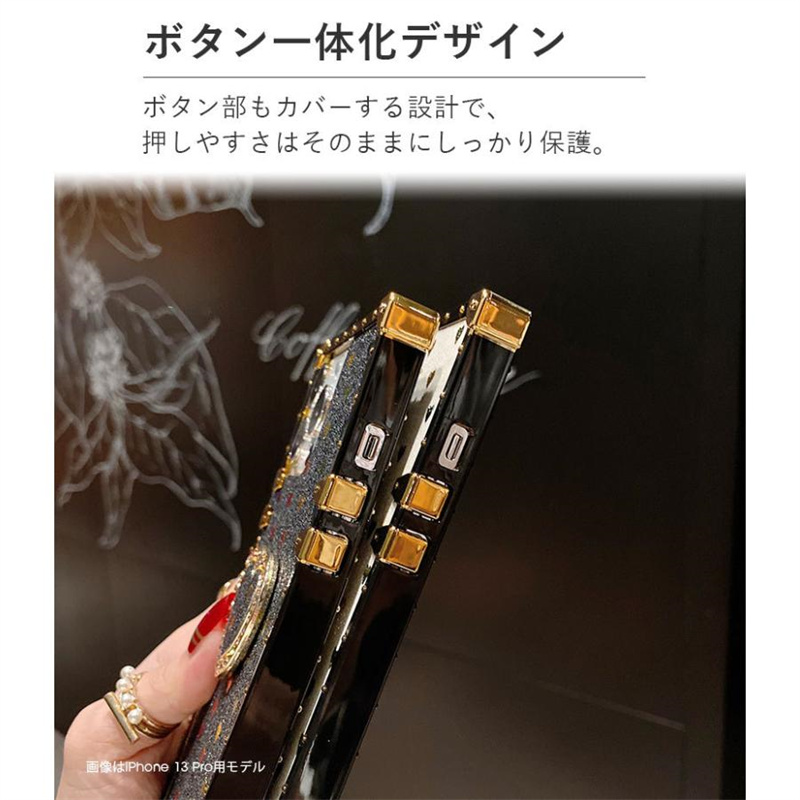 ボタン一体化デザイン
ボタン部もカバーする設計で、
押しやすさはそのままにしっかり保護。
Coff
画像はiPhone 13 Pro用モデル